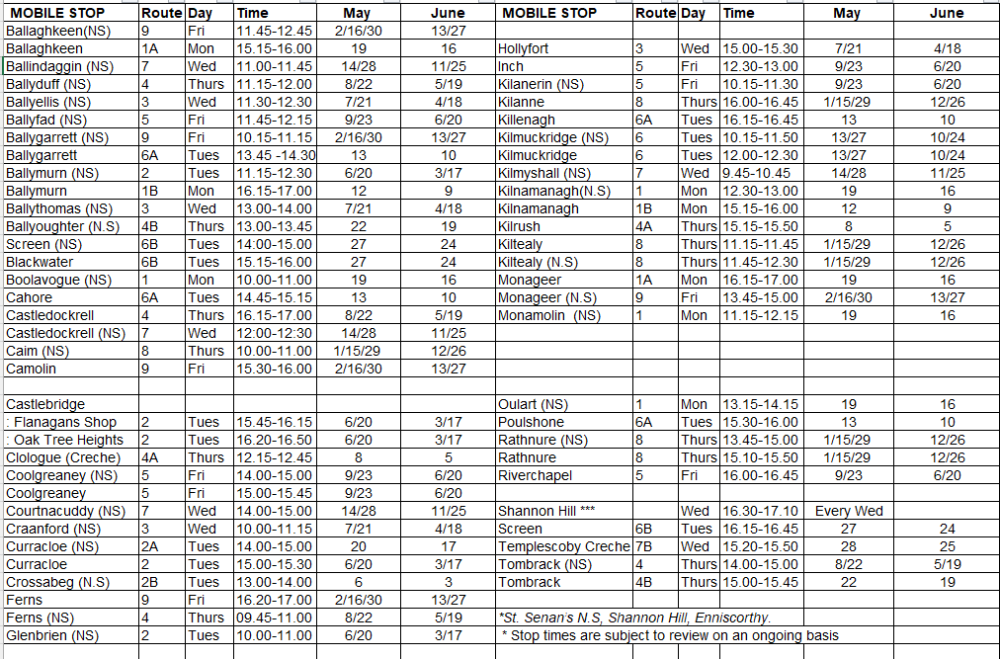 MOBILE STOP Route Day Time May June MOBILE STOP Route Day Time May June
Ballaghkeen(NS) 9 Fri 11.45-12.45 2/16/30 13/27
Ballaghkeen 1A Mon 15.15-16.00 19 16 Hollyfort 3 Wed 15.00-15.30 7/21 4/18
Ballindaggin (NS) 7 Wed 11.00-11.45 14/28 11/25 Inch 5 Fri 12.30-13.00 9/23 6/20
Ballyduff (NS) 4 Thurs 11.15-12.00 8/22 5/19 Kilanerin (NS) 5 Fri 10.15-11.30 9/23 6/20
Ballyellis (NS) 3 Wed 11.30-12.30 7/21 4/18 Kilanne 8 Thurs 16.00-16.45 1/15/29 12/26
Ballyfad (NS) 5 Fri 11.45-12.15 9/23 6/20 Killenagh 6A Tues 16.15-16.45 13 10
Ballygarrett (NS) 9 Fri 10.15-11.15 2/16/30 13/27 Kilmuckridge (NS) 6 Tues 10.15-11.50 13/27 10/24
Ballygarrett 6A Tues 13.45 -14.30 13 10 Kilmuckridge 6 Tues 12.00-12.30 13/27 10/24
Ballymurn (NS) 2 Tues 11.15-12.30 6/20 3/17 Kilmyshall (NS) 7 Wed 9.45-10.45 14/28 11/25
Ballymurn 1B Mon 16.15-17.00 12 9 Kilnamanagh(N.S) 1 Mon 12.30-13.00 19 16
Ballythomas (NS) 3 Wed 13.00-14.00 7/21 4/18 Kilnamanagh 1B Mon 15.15-16.00 12 9
Ballyoughter (N.S) 4B Thurs 13.00-13.45 22 19 Kilrush 4A Thurs 15.15-15.50 8 5
Screen (NS) 6B Tues 14:00-15.00 27 24 Kiltealy 8 Thurs 11.15-11.45 1/15/29 12/26
Blackwater 6B Tues 15.15-16.00 27 24 Kiltealy (N.S) 8 Thurs 11.45-12.30 1/15/29 12/26
Boolavogue (NS) 1 Mon 10.00-11.00 19 16 Monageer 1A Mon 16.15-17.00 19 16
Cahore 6A Tues 14.45-15.15 13 10 Monageer (N.S) 9 Fri 13.45-15.00 2/16/30 13/27
Castledockrell 4 Thurs 16.15-17.00 8/22 5/19 Monamolin (NS) 1 Mon 11.15-12.15 19 16
Castledockrell (NS) 7 Wed 12:00-12:30 14/28 11/25
Caim (NS) 8 Thurs 10.00-11.00 1/15/29 12/26
Camolin 9 Fri 15.30-16.00 2/16/30 13/27
Castlebridge Oulart (NS) 1 Mon 13.15-14.15 19 16
: Flanagans Shop 2 Tues 15.45-16.15 6/20 3/17 Poulshone 6A Tues 15.30-16.00 13 10
: Oak Tree Heights 2 Tues 16.20-16.50 6/20 3/17 Rathnure (NS) 8 Thurs 13.45-15.00 1/15/29 12/26
Clologue (Creche) 4A Thurs 12.15-12.45 8 5 Rathnure 8 Thurs 15.10-15.50 1/15/29 12/26
Coolgreaney (NS) 5 Fri 14.00-15.00 9/23 6/20 Riverchapel 5 Fri 16.00-16.45 9/23 6/20
Coolgreaney 5 Fri 15.00-15.45 9/23 6/20
Courtnacuddy (NS) 7 Wed 14.00-15.00 14/28 11/25 Shannon Hill *** Wed 16.30-17.10 Every Wed
Craanford (NS) 3 Wed 10.00-11.15 7/21 4/18 Screen 6B Tues 16.15-16.45 27 24
Curracloe (NS) 2A Tues 14.00-15.00 20 17 Templescoby Creche 7B Wed 15.20-15.50 28 25
Curracloe 2 Tues 15.00-15.30 6/20 3/17 Tombrack (NS) 4 Thurs 14.00-15.00 8/22 5/19
Crossabeg (N.S) 2B Tues 13.00-14.00 6 3 Tombrack 4B Thurs 15.00-15.45 22 19
Ferns 9 Fri 16.20-17.00 2/16/30 13/27
Ferns (NS) 4 Thurs 09.45-11.00 8/22 5/19 *St. Senan's N.S, Shannon Hill, Enniscorthy.
Glenbrien (NS) 2 Tues 10.00-11.00 6/20 3/17 * Stop times are subject to review on an ongoing basis